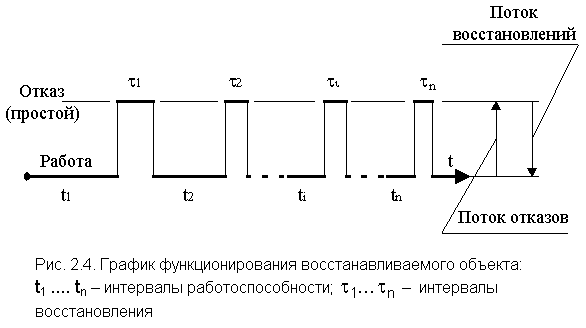 Поток
восстановлений
τ1 τ2 τι τn
Отказ
(простой)
Работа
t
t1 t2 ti tn
Поток отказов
Рис. 2.4. График функционирования восстанавливаемого объекта:
t1 .... tn – интервалы работоспособности; τ1... τn – интервалы
восстановления